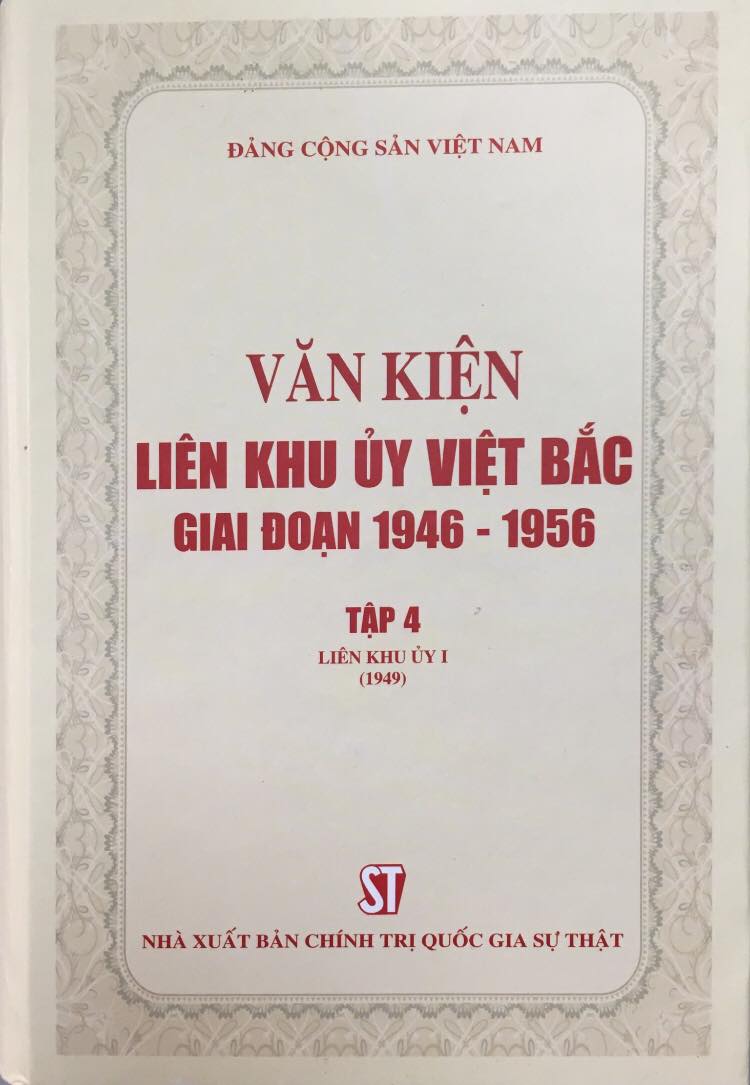 ĐẢNG CỘNG SẢN VIỆT NAM
VĂN KIỆN
LIÊN KHU ỦY VIỆT BẮC
GIAI ĐOẠN 1946 - 1956
TẬP 4
LIÊN KHU ỦY I
(1949)
ST
NHÀ XUẤT BẢN CHÍNH TRỊ QUỐC GIA SỰ THẬT